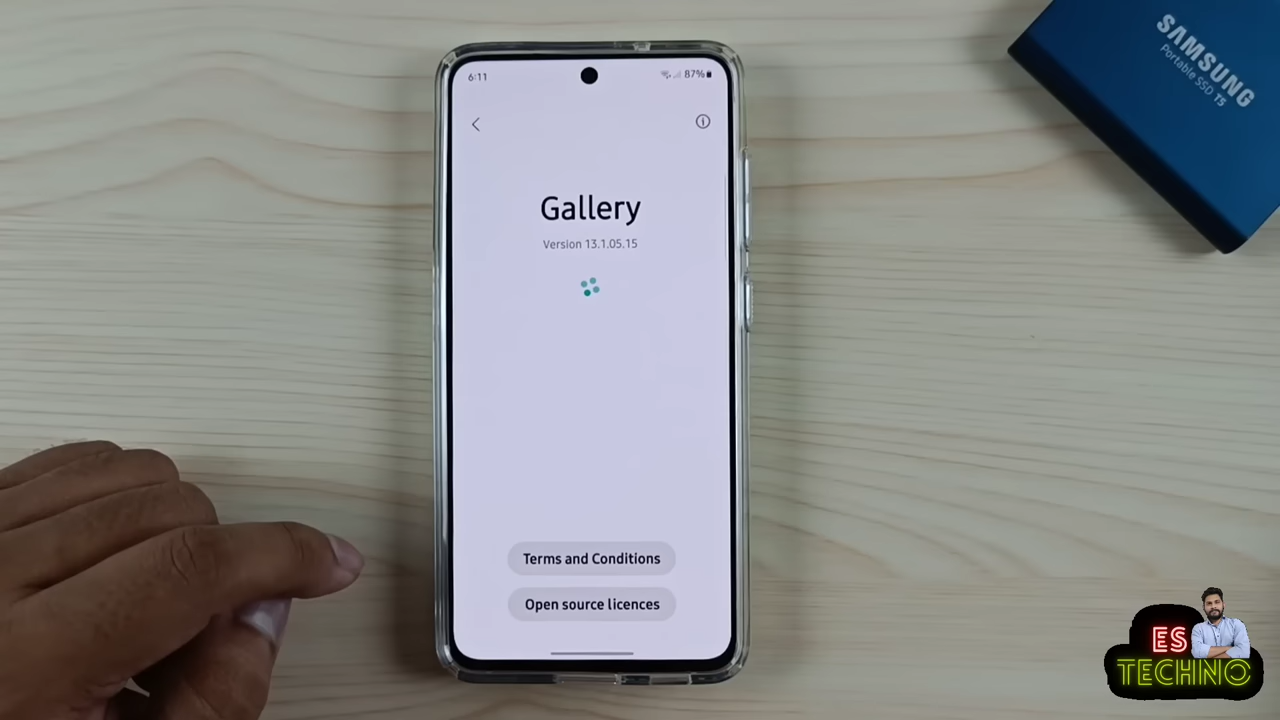 6:11
87%
Gallery
Version 13.1.05.15
Terms and Conditions
Open source licences
SAMSUNG
Portable SSD T5
ES
TECHNO